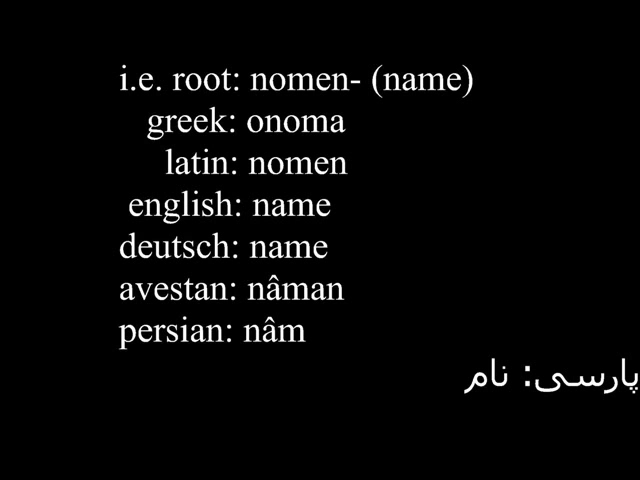 i.e. root: nomen- (name)
greek: onoma
latin: nomen
english: name
deutsch: name
avestan: nâman
persian: nâm
پارسی: نام